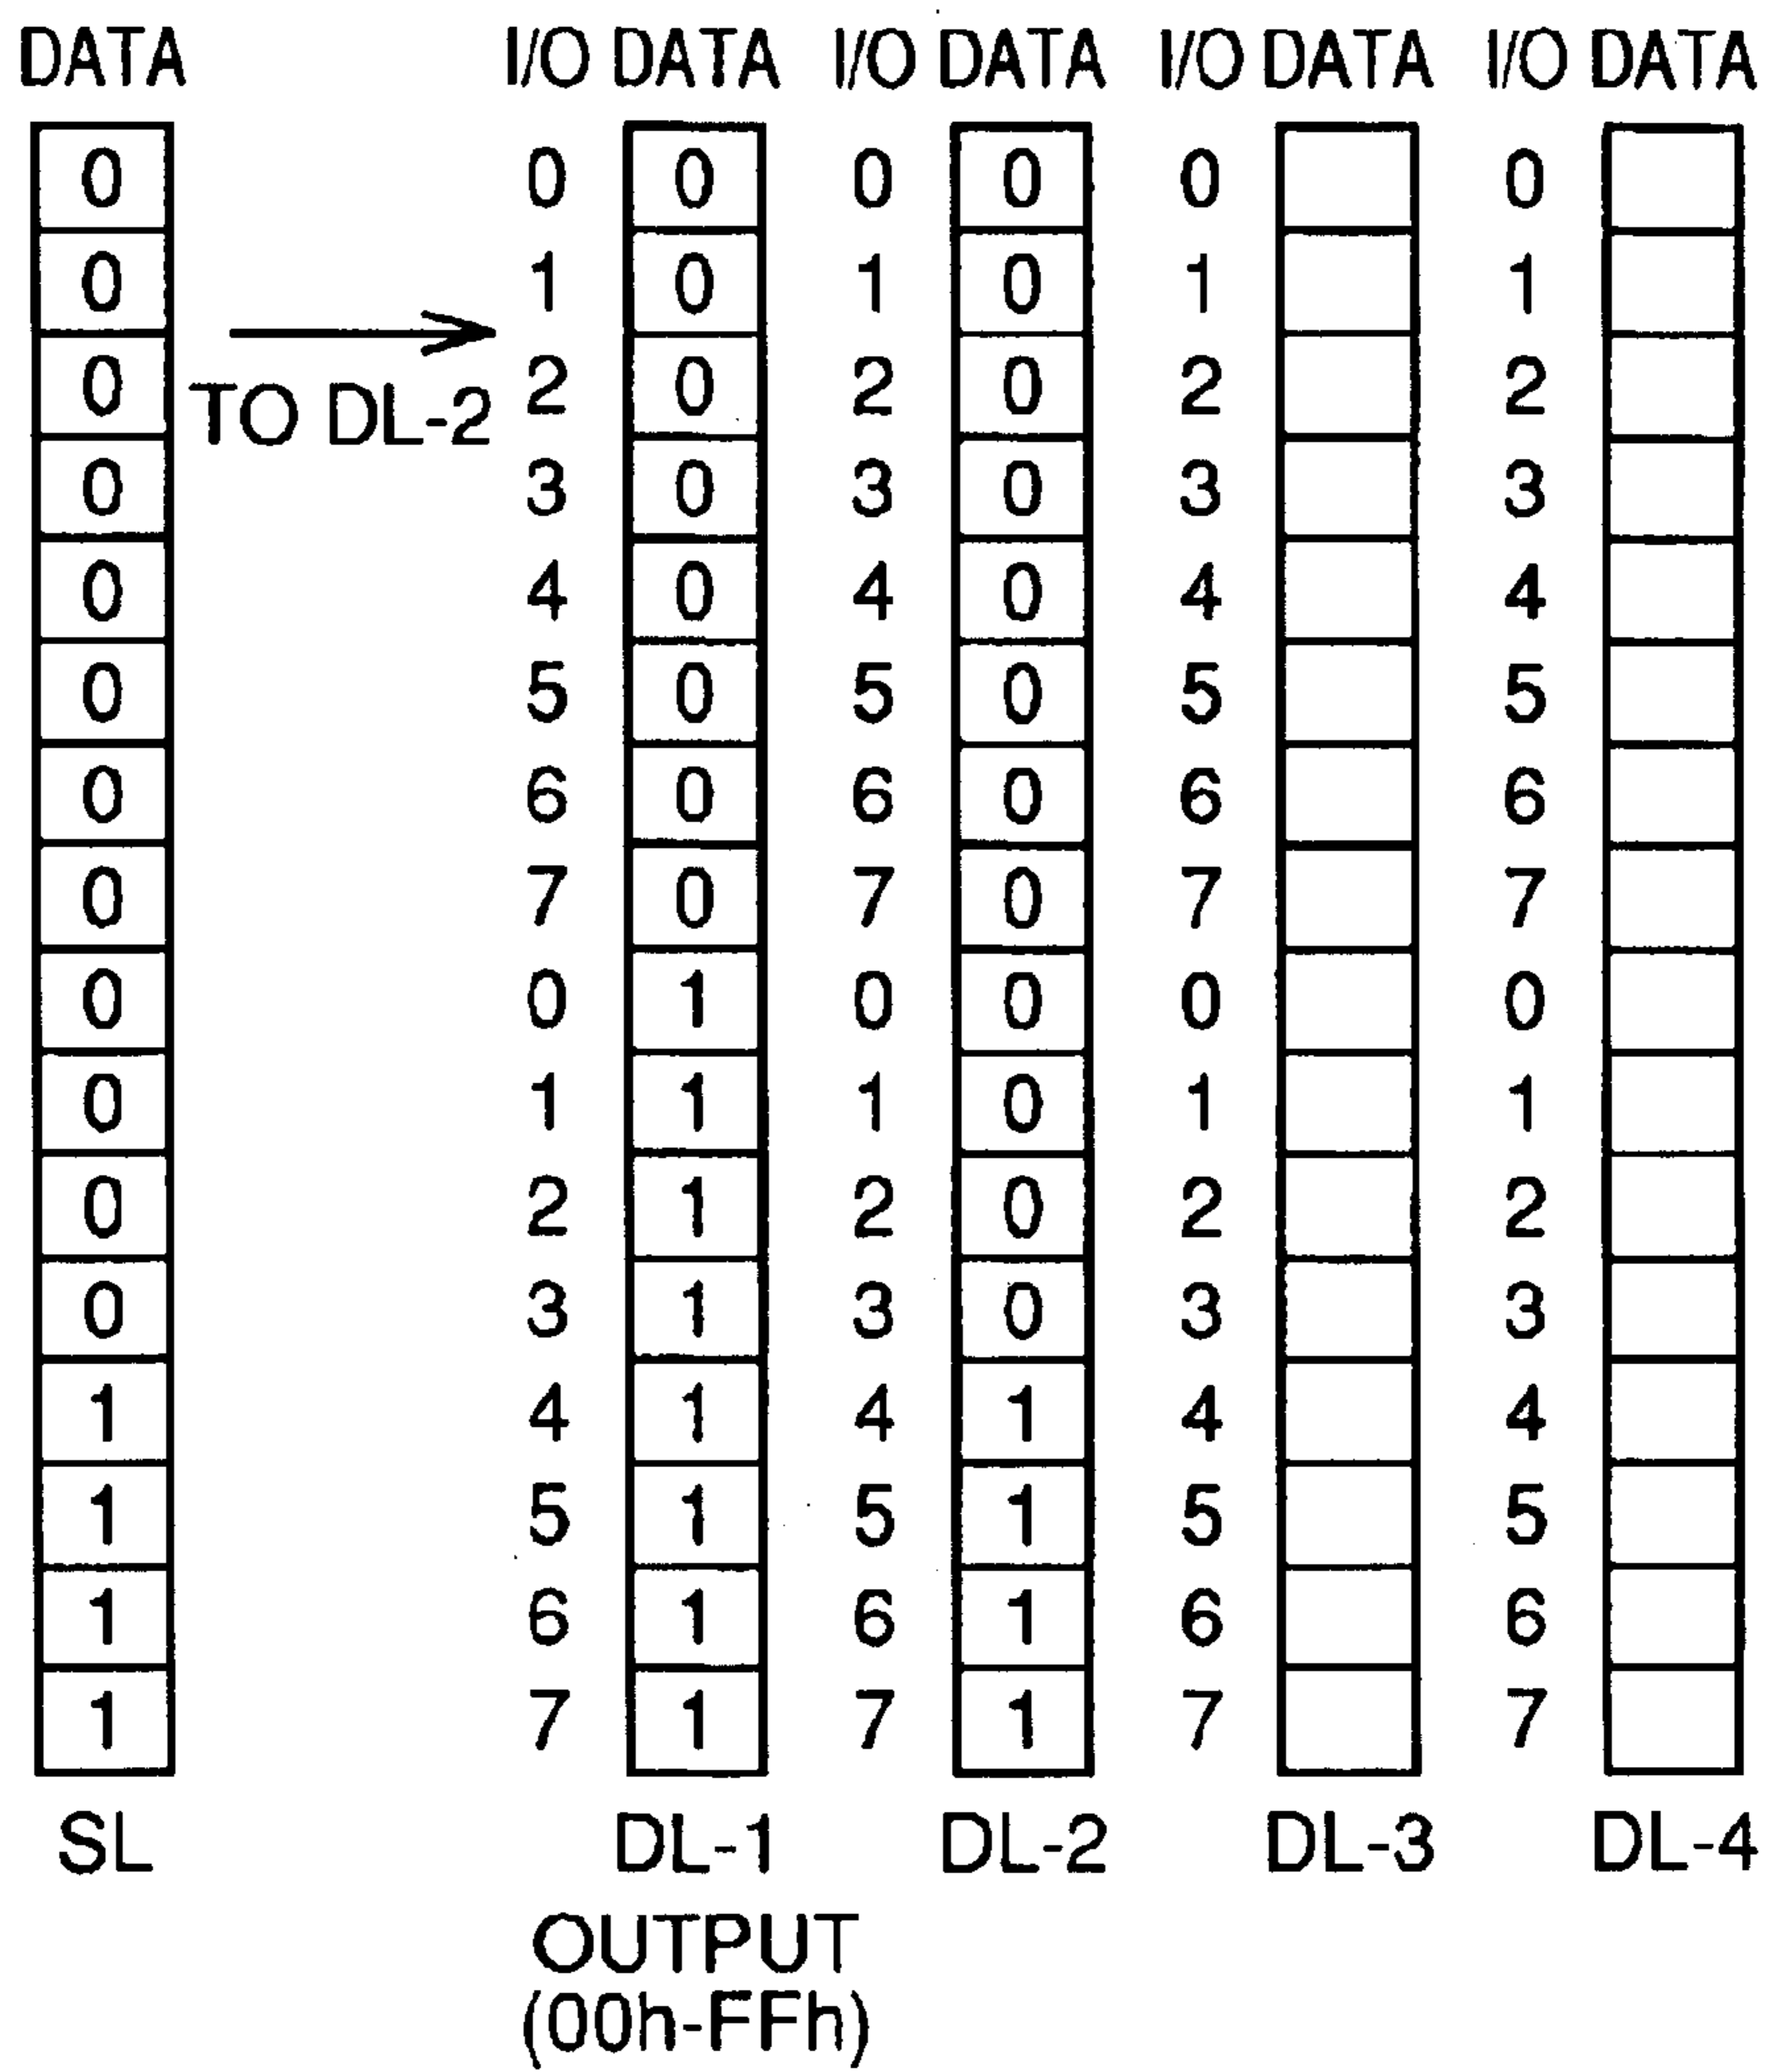 DATA I/O DATA I/O DATA I/O DATA I/O DATA
0 0 0 0 0 0 0
0 1 0 1 0 1 1
TO DL-2
0 2 0 2 0 2 2
0 3 0 3 0 3 3
0 4 0 4 0 4 4
0 5 0 5 0 5 5
0 6 0 6 0 6 6
0 7 0 7 0 7 7
0 0 1 0 0 0 0
0 1 1 1 0 1 1
0 2 1 2 0 2 2
0 3 1 3 0 3 3
1 4 1 4 1 4 4
1 5 1 5 1 5 5
1 6 1 6 1 6 6
1 7 1 7 1 7 7
SL DL-1 DL-2 DL-3 DL-4
OUTPUT
(00h-FFh)